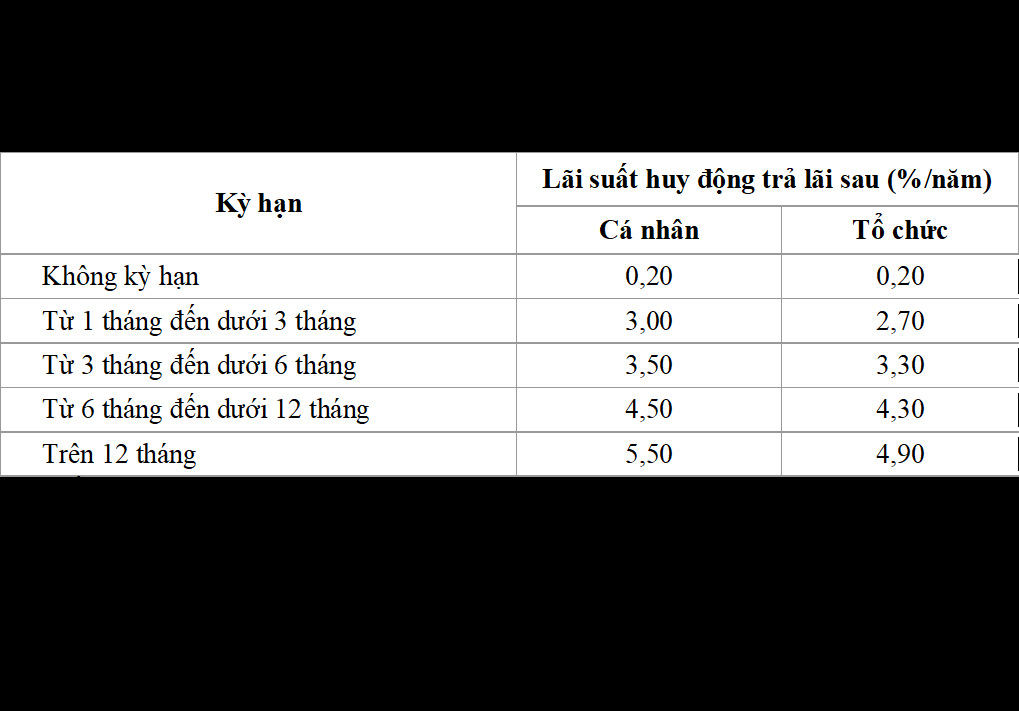 Kỳ hạn
Lãi suất huy động trả lãi sau (%/năm)
Cá nhân
Tổ chức
Không kỳ hạn 0,20 0,20
Từ 1 tháng đến dưới 3 tháng 3,00 2,70
Từ 3 tháng đến dưới 6 tháng 3,50 3,30
Từ 6 tháng đến dưới 12 tháng 4,50 4,30
Trên 12 tháng 5,50 4,90